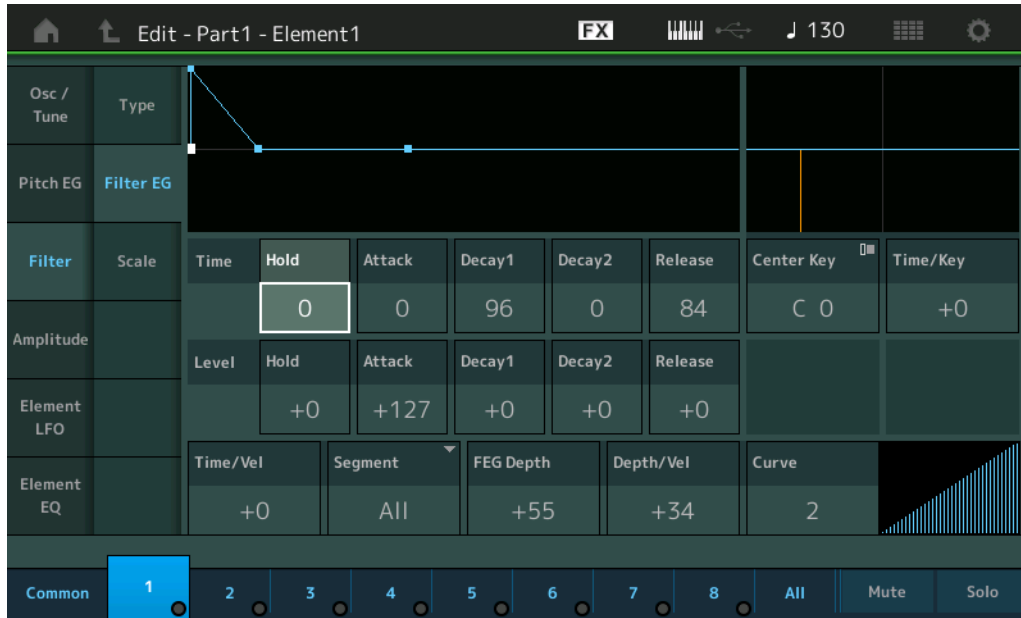 Edit - Part1 - Element1 FX 130
Osc /
Tune
Type
Pitch EG
Filter EG
Filter
Scale
Amplitude
Element
LFO
Element
EQ
Time Hold Attack Decay1 Decay2 Release Center Key Time/Key
0 0 96 0 84 C 0 +0
Level Hold Attack Decay1 Decay2 Release
+0 +127 +0 +0 +0
Time/Vel Segment FEG Depth Depth/Vel Curve
+0 All +55 +34 2
Common 1 2 3 4 5 6 7 8 All Mute Solo